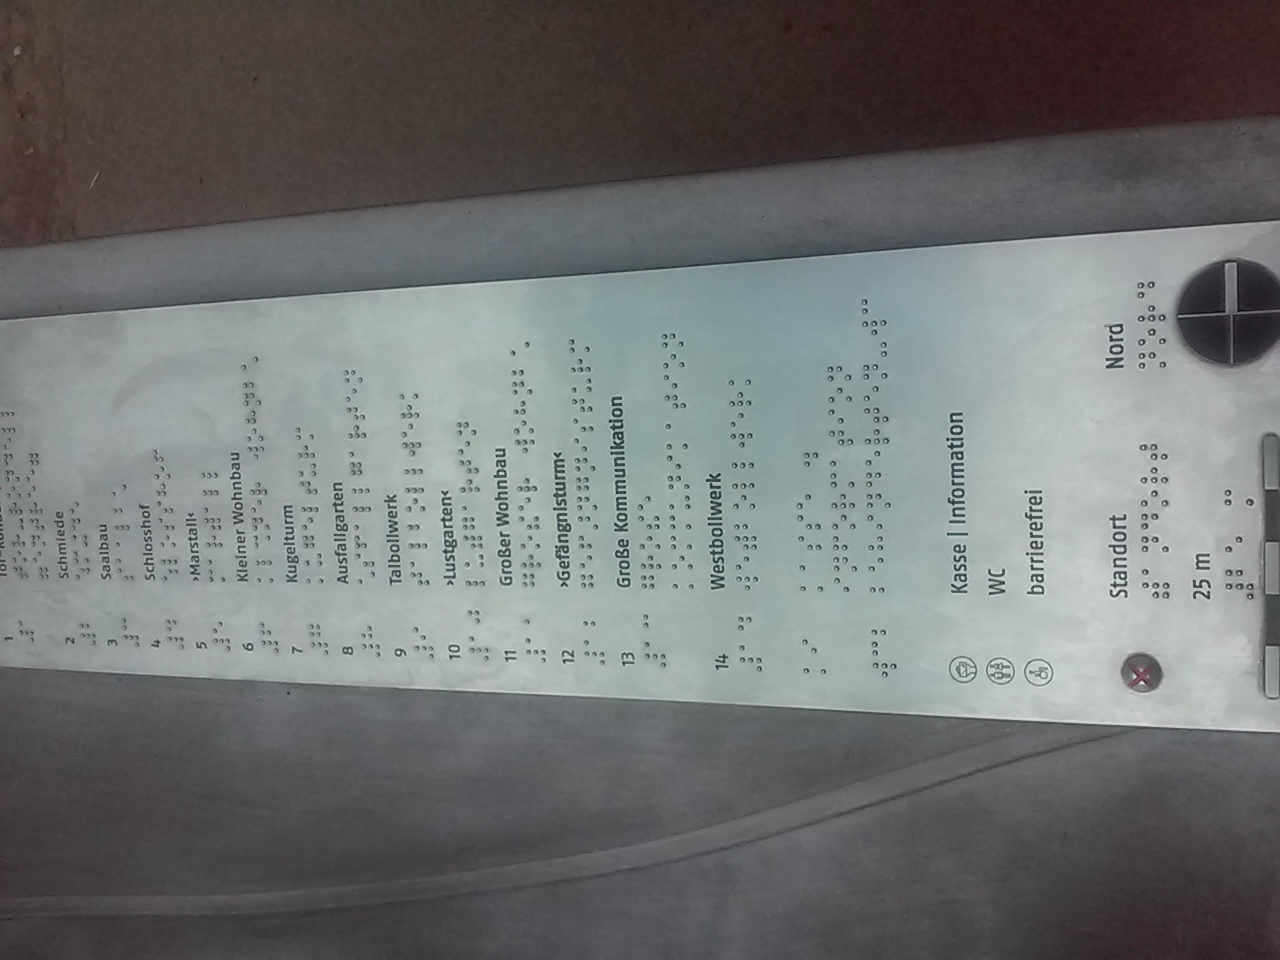 1
2 Schmiede
3 Saalbau
4 Schlosshof
5 ›Marstall‹
6 Kleiner Wohnbau
7 Kugelturm
8 Ausfallgarten
9 Talbollwerk
10 ›Lustgarten‹
11 Großer Wohnbau
12 ›Gefängnisturm‹
13 Große Kommunikation
14 Westbollwerk
Kasse | Information
WC
barrierefrei
Standort Nord
25 m